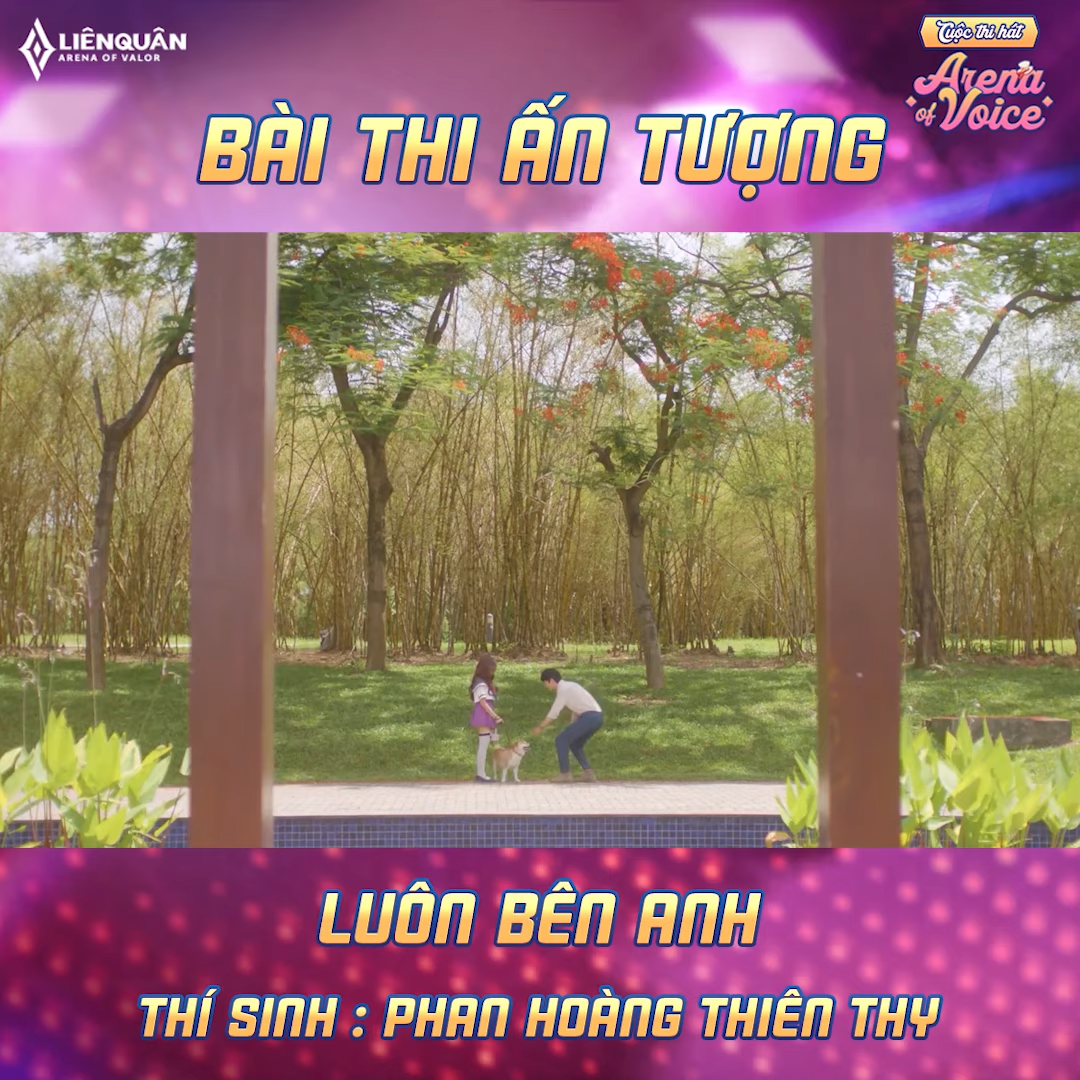 LIÊNQUÂN
ARENA OF VALOR
Cuộc thi hát
Arena
of Voice
BÀI THI ẤN TƯỢNG
LUÔN BÊN ANH
THÍ SINH : PHAN HOÀNG THIÊN THY